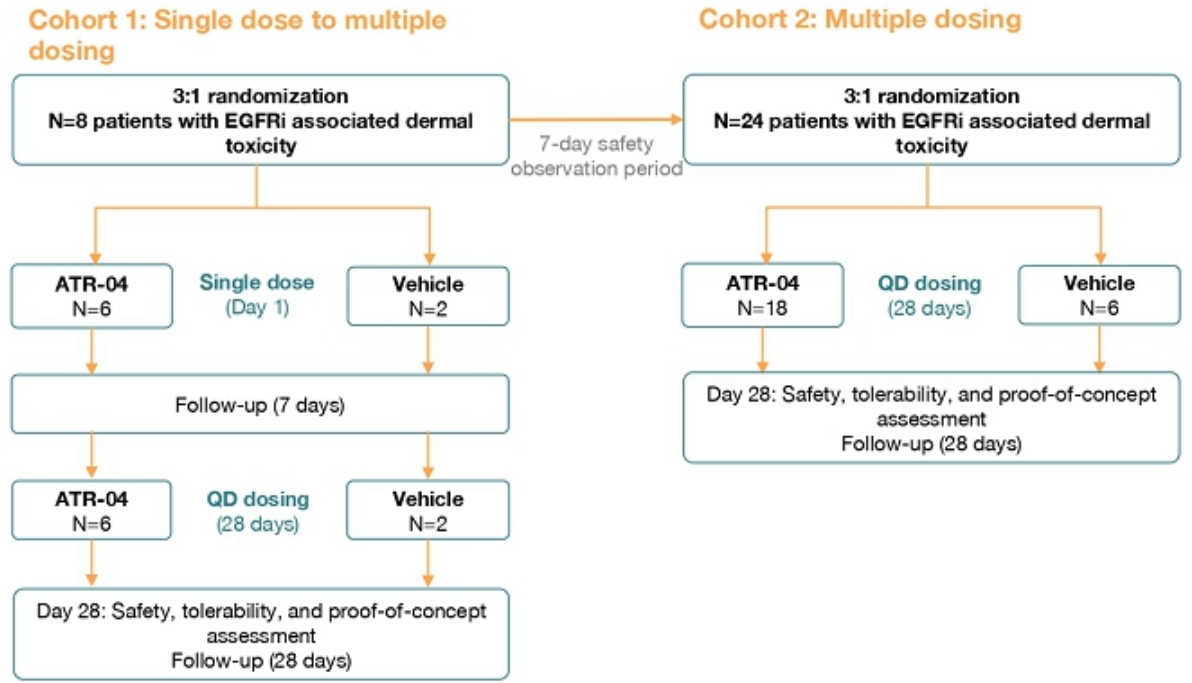 Cohort 1: Single dose to multiple
dosing
3:1 randomization
N=8 patients with EGFRi associated dermal
toxicity
7-day safety
observation period
ATR-04
N=6
Single dose
(Day 1)
Vehicle
N=2
Follow-up (7 days)
ATR-04
N=6
QD dosing
(28 days)
Vehicle
N=2
Day 28: Safety, tolerability, and proof-of-concept
assessment
Follow-up (28 days)
Cohort 2: Multiple dosing
3:1 randomization
N=24 patients with EGFRi associated dermal
toxicity
ATR-04
N=18
QD dosing
(28 days)
Vehicle
N=6
Day 28: Safety, tolerability, and proof-of-concept
assessment
Follow-up (28 days)